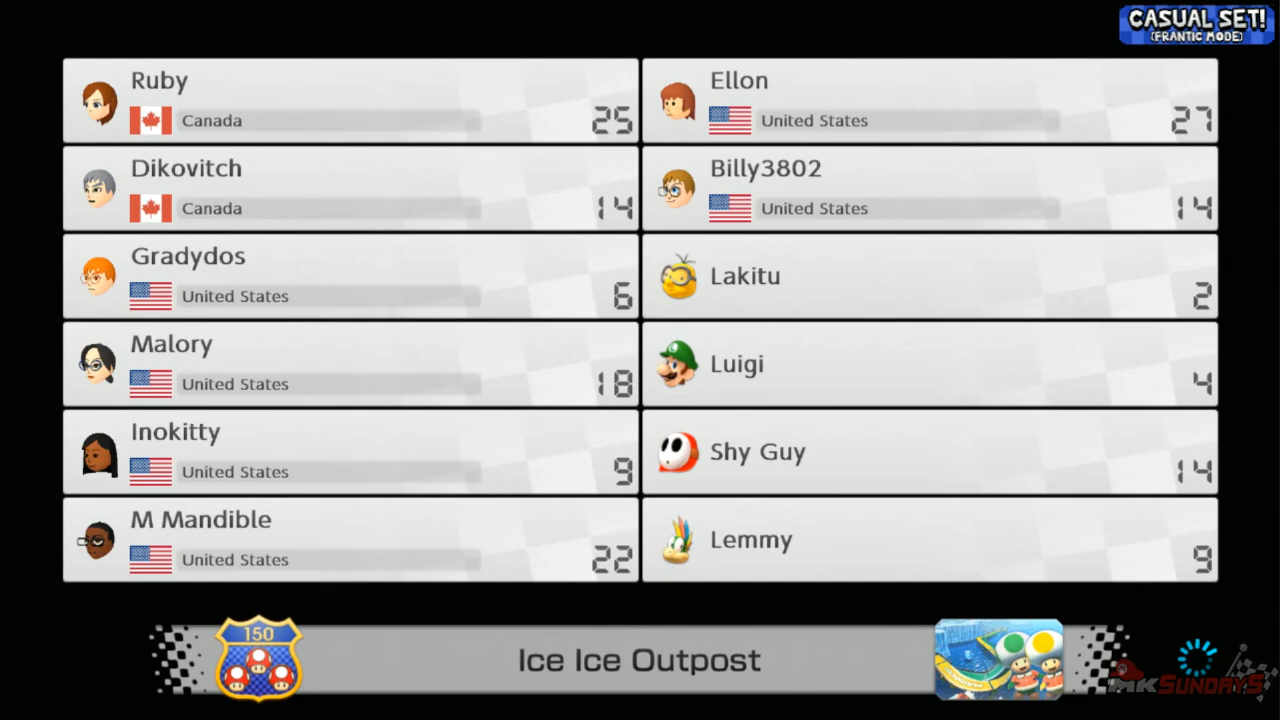 CASUAL SET!
(FRANTIC MODE)
Ruby
Canada
25
Ellon
United States
27
Dikovitch
Canada
14
Billy3802
United States
14
Gradydos
United States
6
Lakitu
2
Malory
United States
18
Luigi
4
Inokitty
United States
9
Shy Guy
14
M Mandible
United States
22
Lemmy
9
150
Ice Ice Outpost
MKSUNDAYS